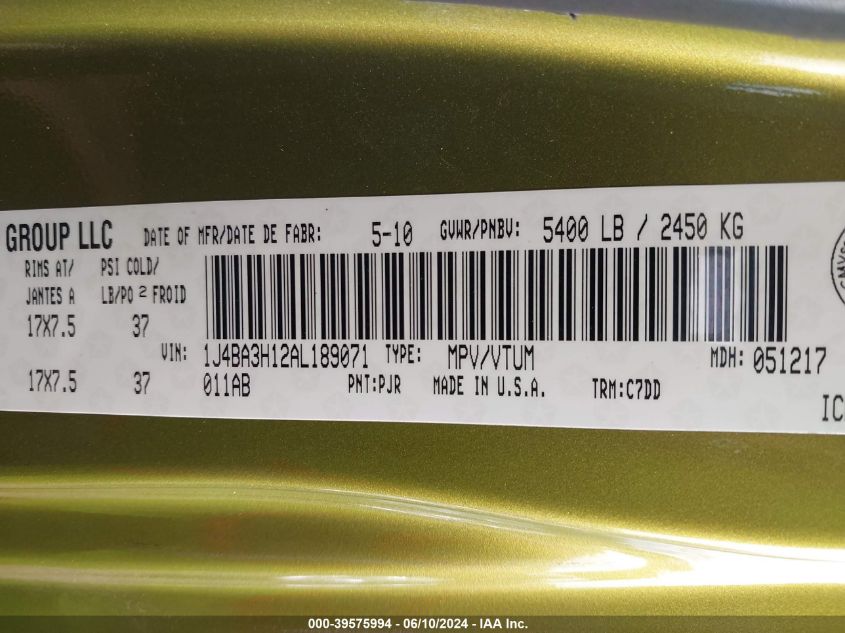 GROUP LLC DATE OF MFR/DATE DE FABR: 5-10 GVWR/PNBV: 5400 LB / 2450 KG
RIMS AT/ PSI COLD/
JANTES A LB/PO 2 FROID
17X7.5 37
VIN: 1J4BA3H12AL189071 TYPE: MPV/VTUM MDH: 051217
17X7.5 37 011AB PNT:PJR MADE IN U.S.A. TRM:C7DD
000-39575994 - 06/10/2024 - IAA Inc.